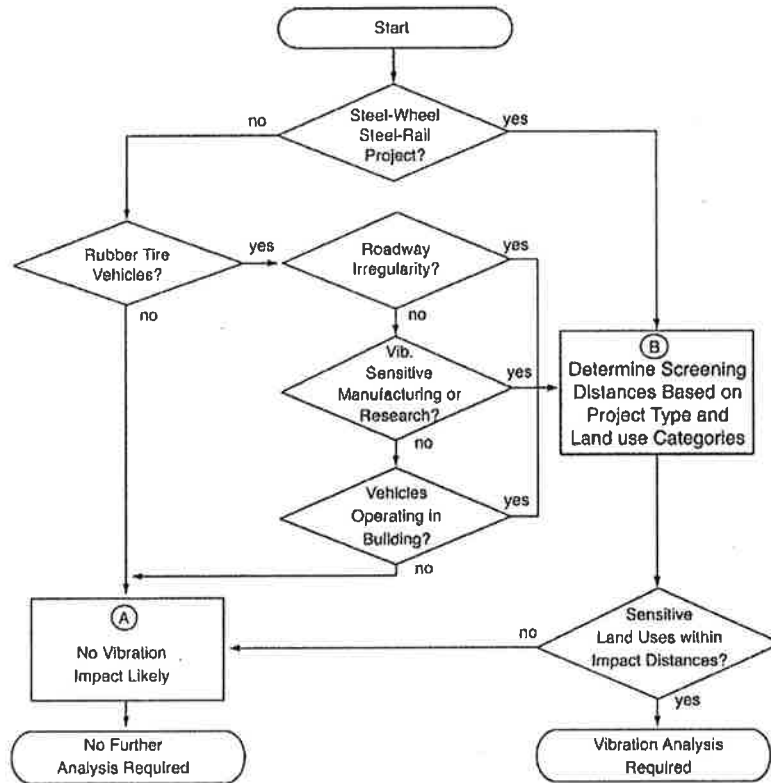 Start
no
Steel-Wheel
Steel-Rail
Project?
yes
Rubber Tire
Vehicles?
yes
no
Roadway
Irregularity?
yes
no
Vib.
Sensitive
Manufacturing or
Research?
yes
no
Vehicles
Operating in
Building?
yes
no
B
Determine Screening
Distances Based on
Project Type and
Land use Categories
A
No Vibration
Impact Likely
no
Sensitive
Land Uses within
Impact Distances?
yes
No Further
Analysis Required
Vibration Analysis
Required